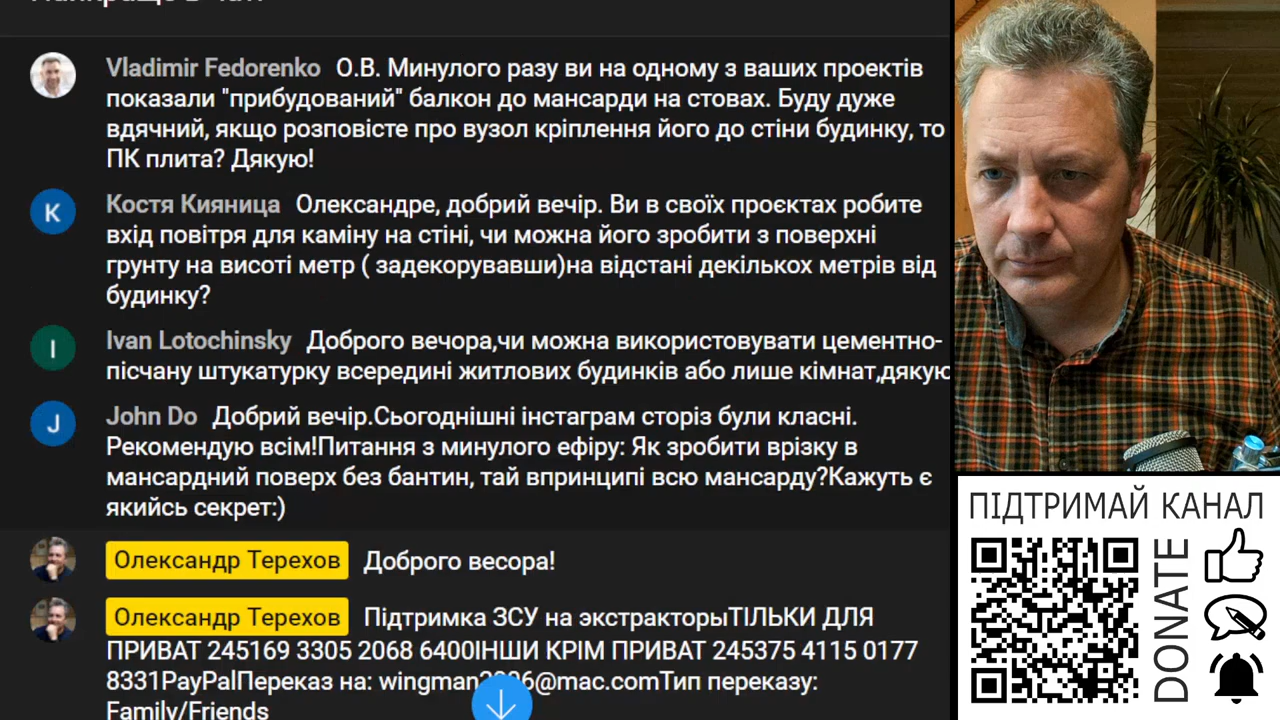 Vladimir Fedorenko О.В. Минулого разу ви на одному з ваших проектів
показали "прибудований" балкон до мансарди на стовах. Буду дуже
вдячний, якщо розповісте про вузол кріплення його до стіни будинку, то
ПК плита? Дякую!
К
Костя Кияница Олександре, добрий вечір. Ви в своїх проєктах робите
вхід повітря для каміну на стіні, чи можна його зробити з поверхні
грунту на висоті метр ( задекорувавши)на відстані декількох метрів від
будинку?
I
Ivan Lotochinsky Доброго вечора,чи можна використовувати цементно-
пісчану штукатурку всередині житлових будинків або лише кімнат,дякую
J
John Do Добрий вечір.Сьогоднішні інстаграм сторіз були класні.
Рекомендую всім!Питання з минулого ефіру: Як зробити врізку в
мансардний поверх без бантин, тай впринципі всю мансарду?Кажуть є
якийсь секрет:)
Олександр Терехов Доброго весора!
Олександр Терехов Підтримка ЗСУ на экстракторыТІЛЬКИ ДЛЯ
ПРИВАТ 245169 3305 2068 6400ІНШИ КРІМ ПРИВАТ 245375 4115 0177
8331PayPalПереказ на: Тип переказу:
Family/Friends
ПІДТРИМАЙ КАНАЛ
DONATE